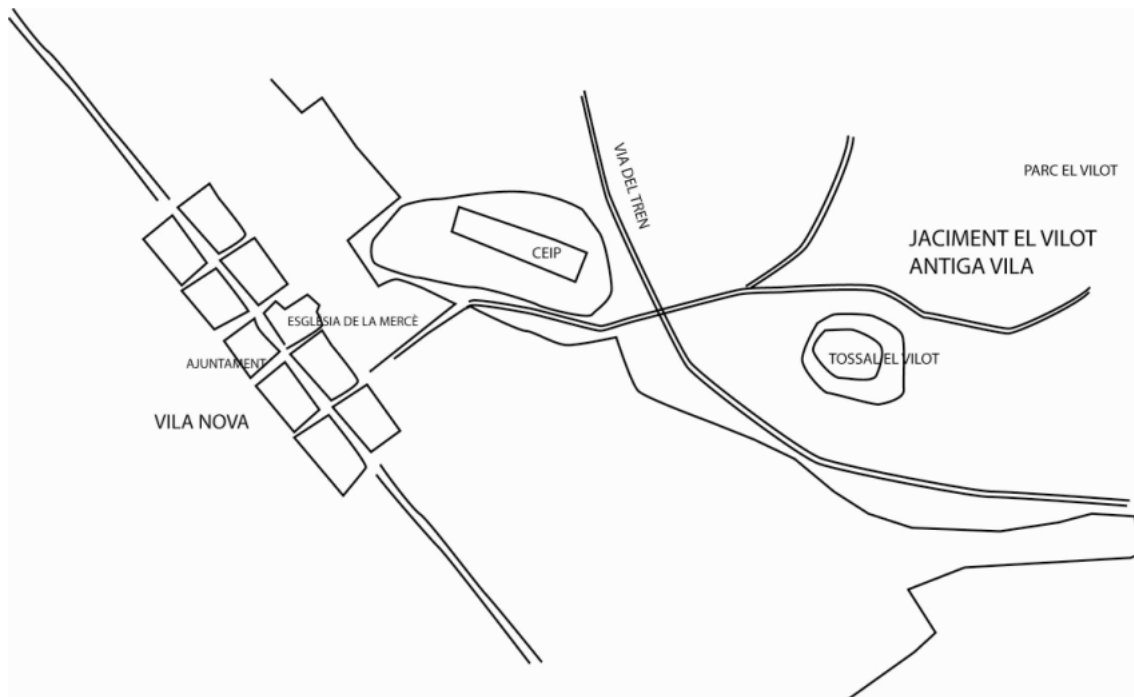 VIA DEL TREN
PARC EL VILOT
JACIMENT EL VILOT
ANTIGA VILA
CEIP
ESGLÈSIA DE LA MERCÈ
TOSSAL EL VILOT
AJUNTAMENT
VILA NOVA